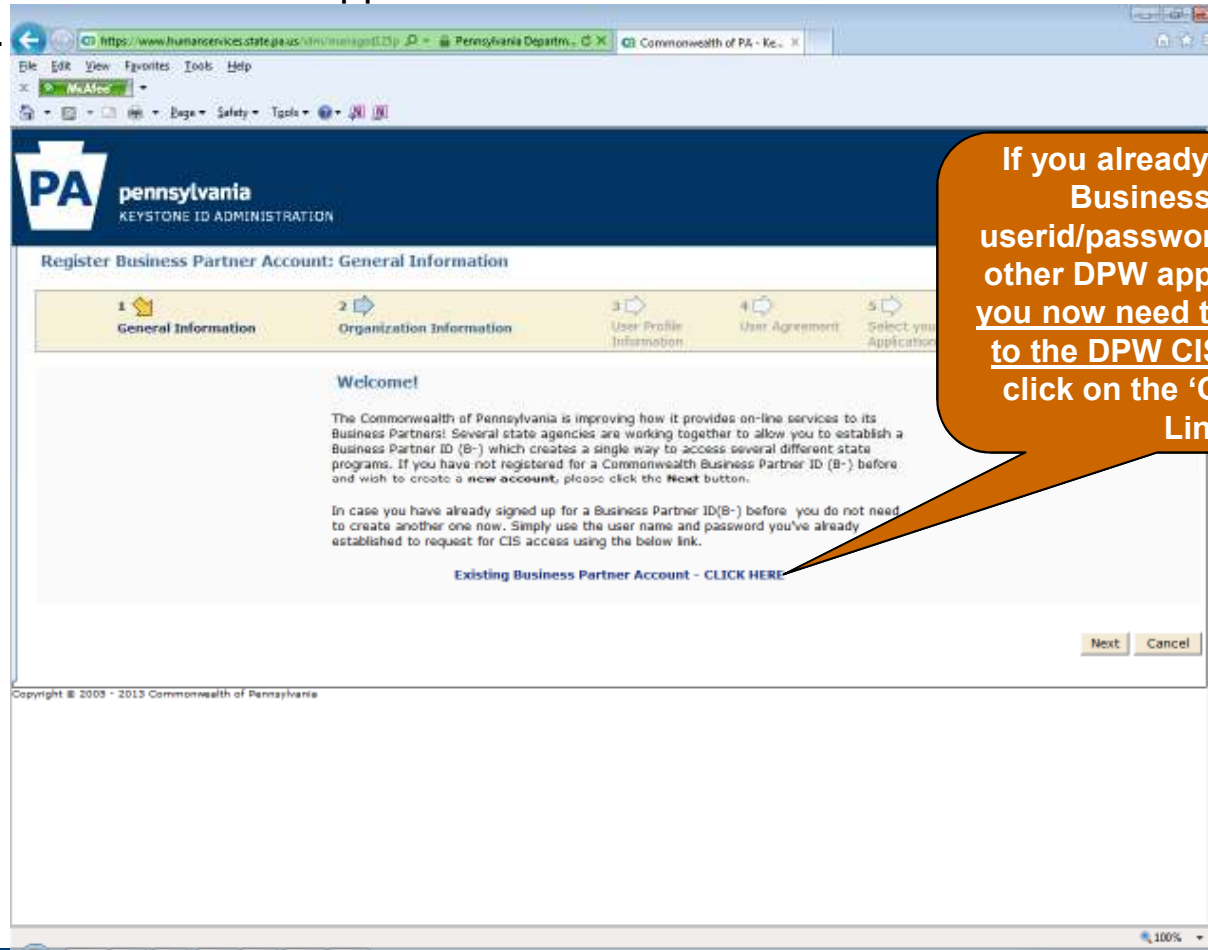 https://www.humanservices.state.pa.us
Pennsylvania Departm...
Commonwealth of PA - Ke...
File Edit View Favorites Tools Help
McAfee
Page Safety Tools
PA pennsylvania
KEYSTONE ID ADMINISTRATION
Register Business Partner Account: General Information
1
General Information
2
Organization Information
3
User Profile
Information
4
User Agreement
5
Select you
Application
If you already
Business
userid/passwor
other DPW app
you now need t
to the DPW CIS
click on the ‘C
Lin
Welcome!
The Commonwealth of Pennsylvania is improving how it provides on-line services to its
Business Partners! Several state agencies are working together to allow you to establish a
Business Partner ID (B-) which creates a single way to access several different state
programs. If you have not registered for a Commonwealth Business Partner ID (B-) before
and wish to create a new account, please click the Next button.
In case you have already signed up for a Business Partner ID(B-) before you do not need
to create another one now. Simply use the user name and password you've already
established to request for CIS access using the below link.
Existing Business Partner Account - CLICK HERE
Next Cancel
Copyright © 2003 - 2013 Commonwealth of Pennsylvania
100%